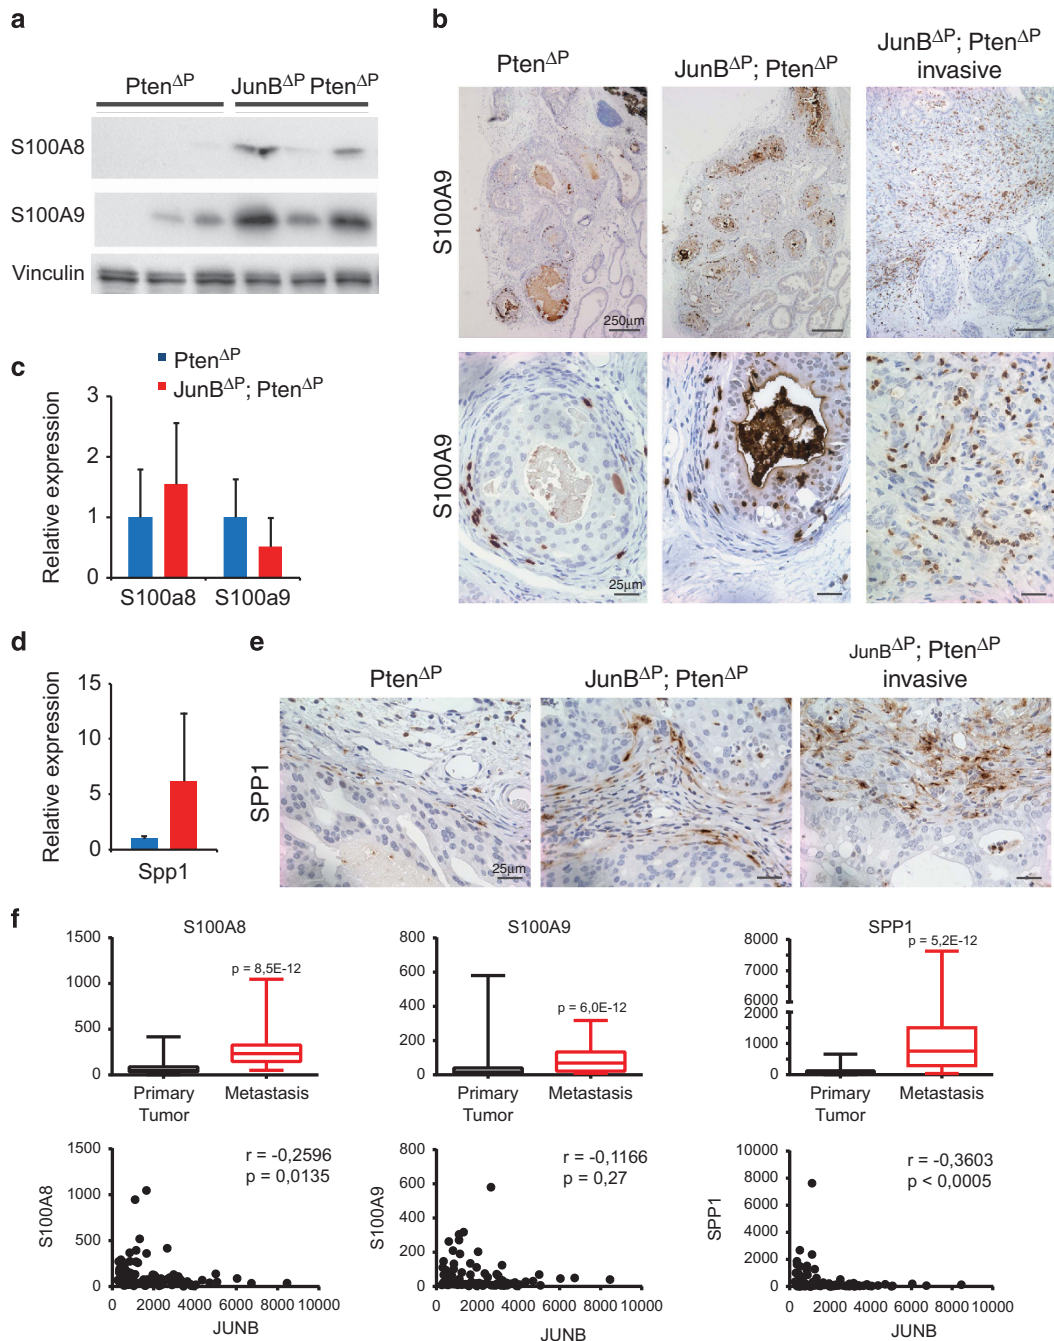 a
Pten^ΔP
JunB^ΔP Pten^ΔP
S100A8
S100A9
Vinculin
b
Pten^ΔP
JunB^ΔP; Pten^ΔP
JunB^ΔP; Pten^ΔP
invasive
S100A9
250μm
S100A9
25μm
c
Pten^ΔP
JunB^ΔP; Pten^ΔP
Relative expression
3
2
1
0
S100a8
S100a9
d
Relative expression
15
10
5
0
Spp1
e
Pten^ΔP
JunB^ΔP; Pten^ΔP
JunB^ΔP; Pten^ΔP
invasive
SPP1
25μm
f
S100A8
1500
1000
500
0
p = 8,5E-12
Primary
Tumor
Metastasis
S100A9
800
600
400
200
0
p = 6,0E-12
Primary
Tumor
Metastasis
SPP1
8000
7000
6000
2000
1000
0
p = 5,2E-12
Primary
Tumor
Metastasis
S100A8
1500
1000
500
0
r = -0,2596
p = 0,0135
0 2000 4000 6000 8000 10000
JUNB
S100A9
800
600
400
200
0
r = -0,1166
p = 0,27
0 2000 4000 6000 8000 10000
JUNB
SPP1
10000
8000
6000
4000
2000
0
r = -0,3603
p < 0,0005
0 2000 4000 6000 8000 10000
JUNB